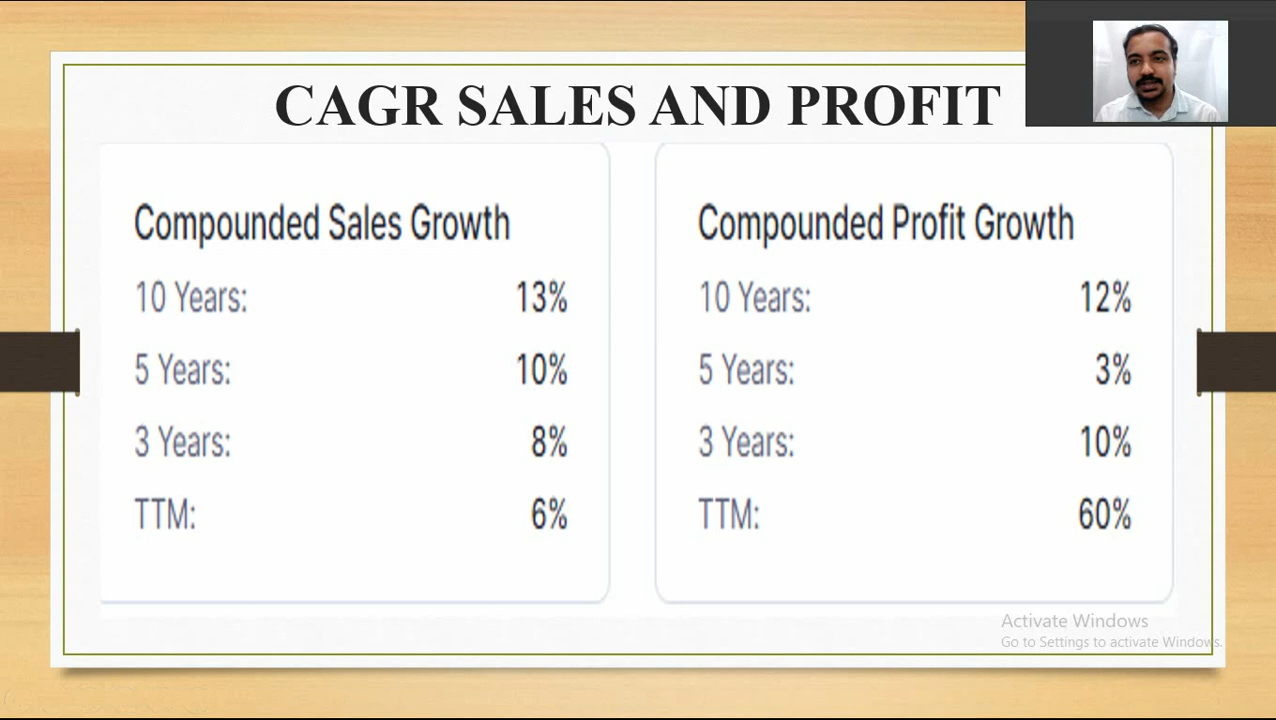 CAGR SALES AND PROFIT
Compounded Sales Growth
10 Years: 13%
5 Years: 10%
3 Years: 8%
TTM: 6%
Compounded Profit Growth
10 Years: 12%
5 Years: 3%
3 Years: 10%
TTM: 60%
Activate Windows
Go to Settings to activate Windows.